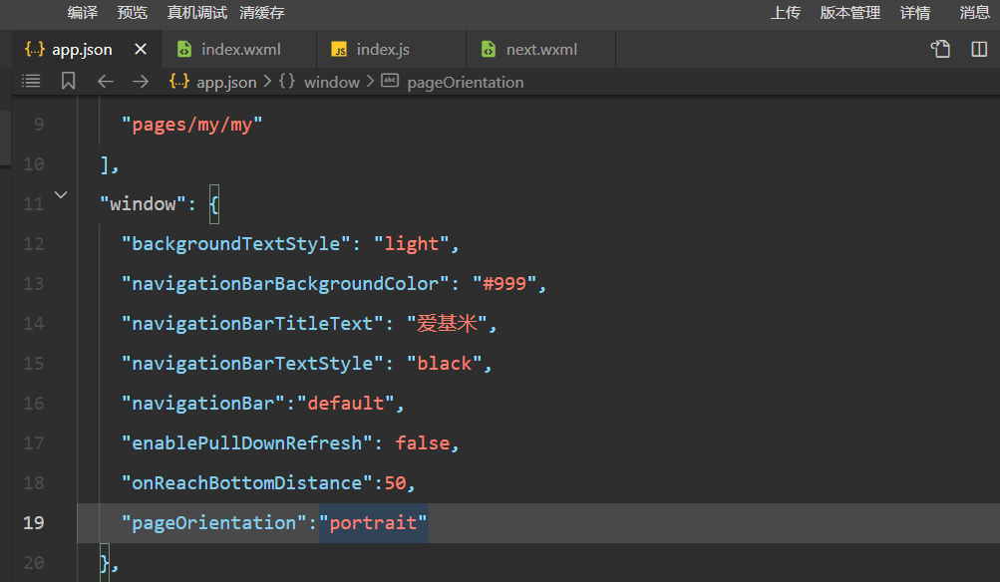 编译 预览 真机调试 清缓存 上传 版本管理 详情 消息
{..} app.json × index.wxml JS index.js next.wxml
{..} app.json > {} window > abc pageOrientation
9 "pages/my/my"
10 ],
11 "window": {
12 "backgroundTextStyle": "light",
13 "navigationBarBackgroundColor": "#999",
14 "navigationBarTitleText": "爱基米",
15 "navigationBarTextStyle": "black",
16 "navigationBar":"default",
17 "enablePullDownRefresh": false,
18 "onReachBottomDistance":50,
19 "pageOrientation":"portrait"
20 },